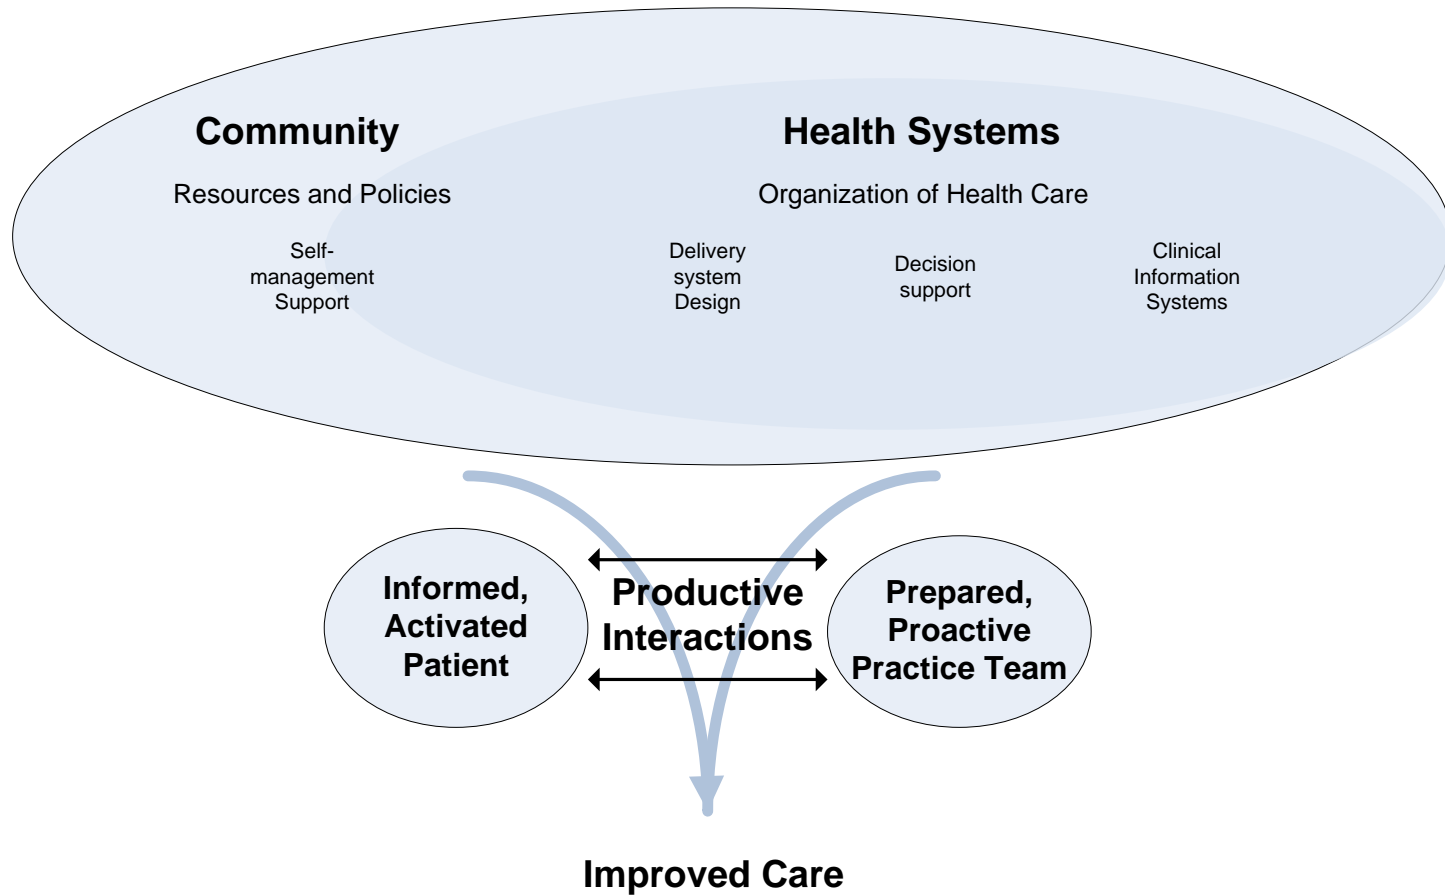 Community
Health Systems
Resources and Policies
Organization of Health Care
Self-
management
Support
Delivery
system
Design
Decision
support
Clinical
Information
Systems
Informed,
Activated
Patient
Productive
Interactions
Prepared,
Proactive
Practice Team
Improved Care